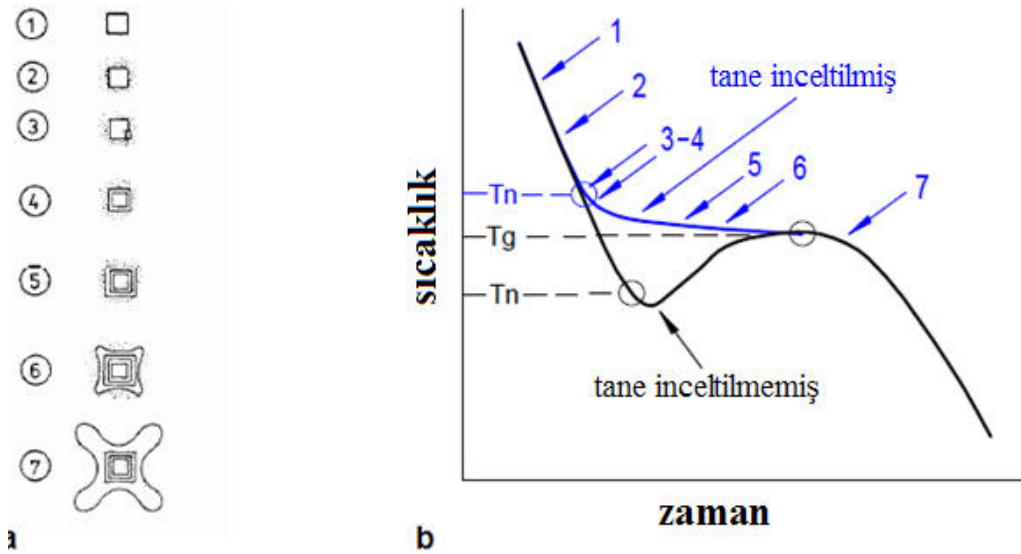 1
2
3
4
5
6
7
a
1
2
tane inceltilmiş
3-4
5
6
7
Tn
Tg
Tn
sıcaklık
tane inceltilmemiş
zaman
b